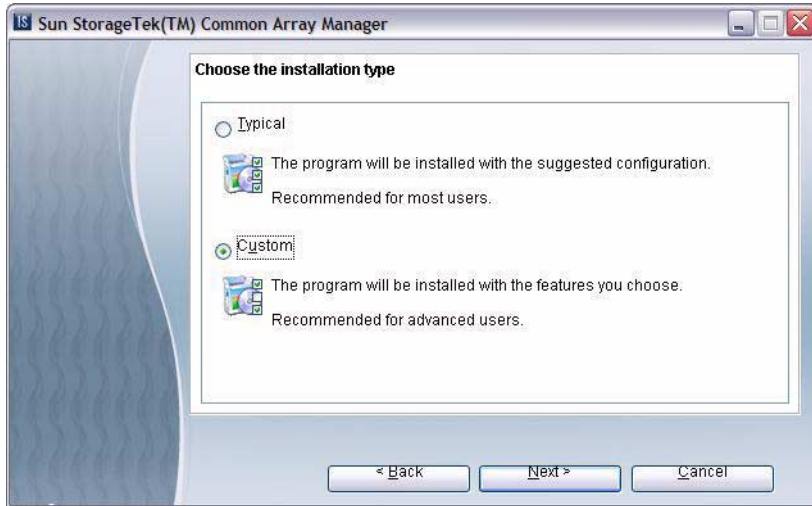 IS Sun StorageTek(TM) Common Array Manager
Choose the installation type
Typical
The program will be installed with the suggested configuration.
Recommended for most users.
Custom
The program will be installed with the features you choose.
Recommended for advanced users.
< Back Next > Cancel